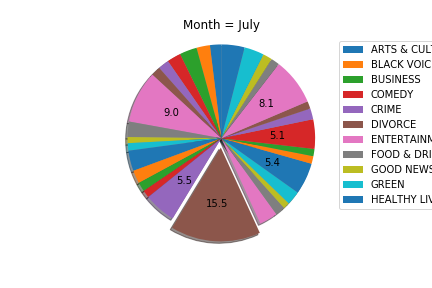 Month = July
9.0
8.1
5.1
5.4
5.5
15.5
ARTS & CULT
BLACK VOIC
BUSINESS
COMEDY
CRIME
DIVORCE
ENTERTAINM
FOOD & DRI
GOOD NEWS
GREEN
HEALTHY LIV